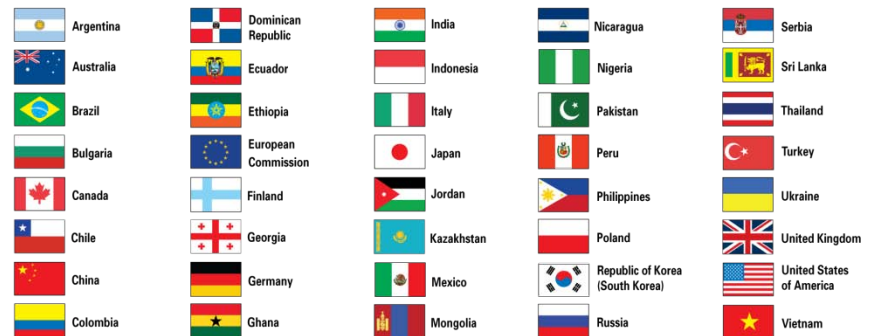 Argentina
Australia
Brazil
Bulgaria
Canada
Chile
China
Colombia
Dominican
Republic
Ecuador
Ethiopia
European
Commission
Finland
Georgia
Germany
Ghana
India
Indonesia
Italy
Japan
Jordan
Kazakhstan
Mexico
Mongolia
Nicaragua
Nigeria
Pakistan
Peru
Philippines
Poland
Republic of Korea
(South Korea)
Russia
Serbia
Sri Lanka
Thailand
Turkey
Ukraine
United Kingdom
United States
of America
Vietnam